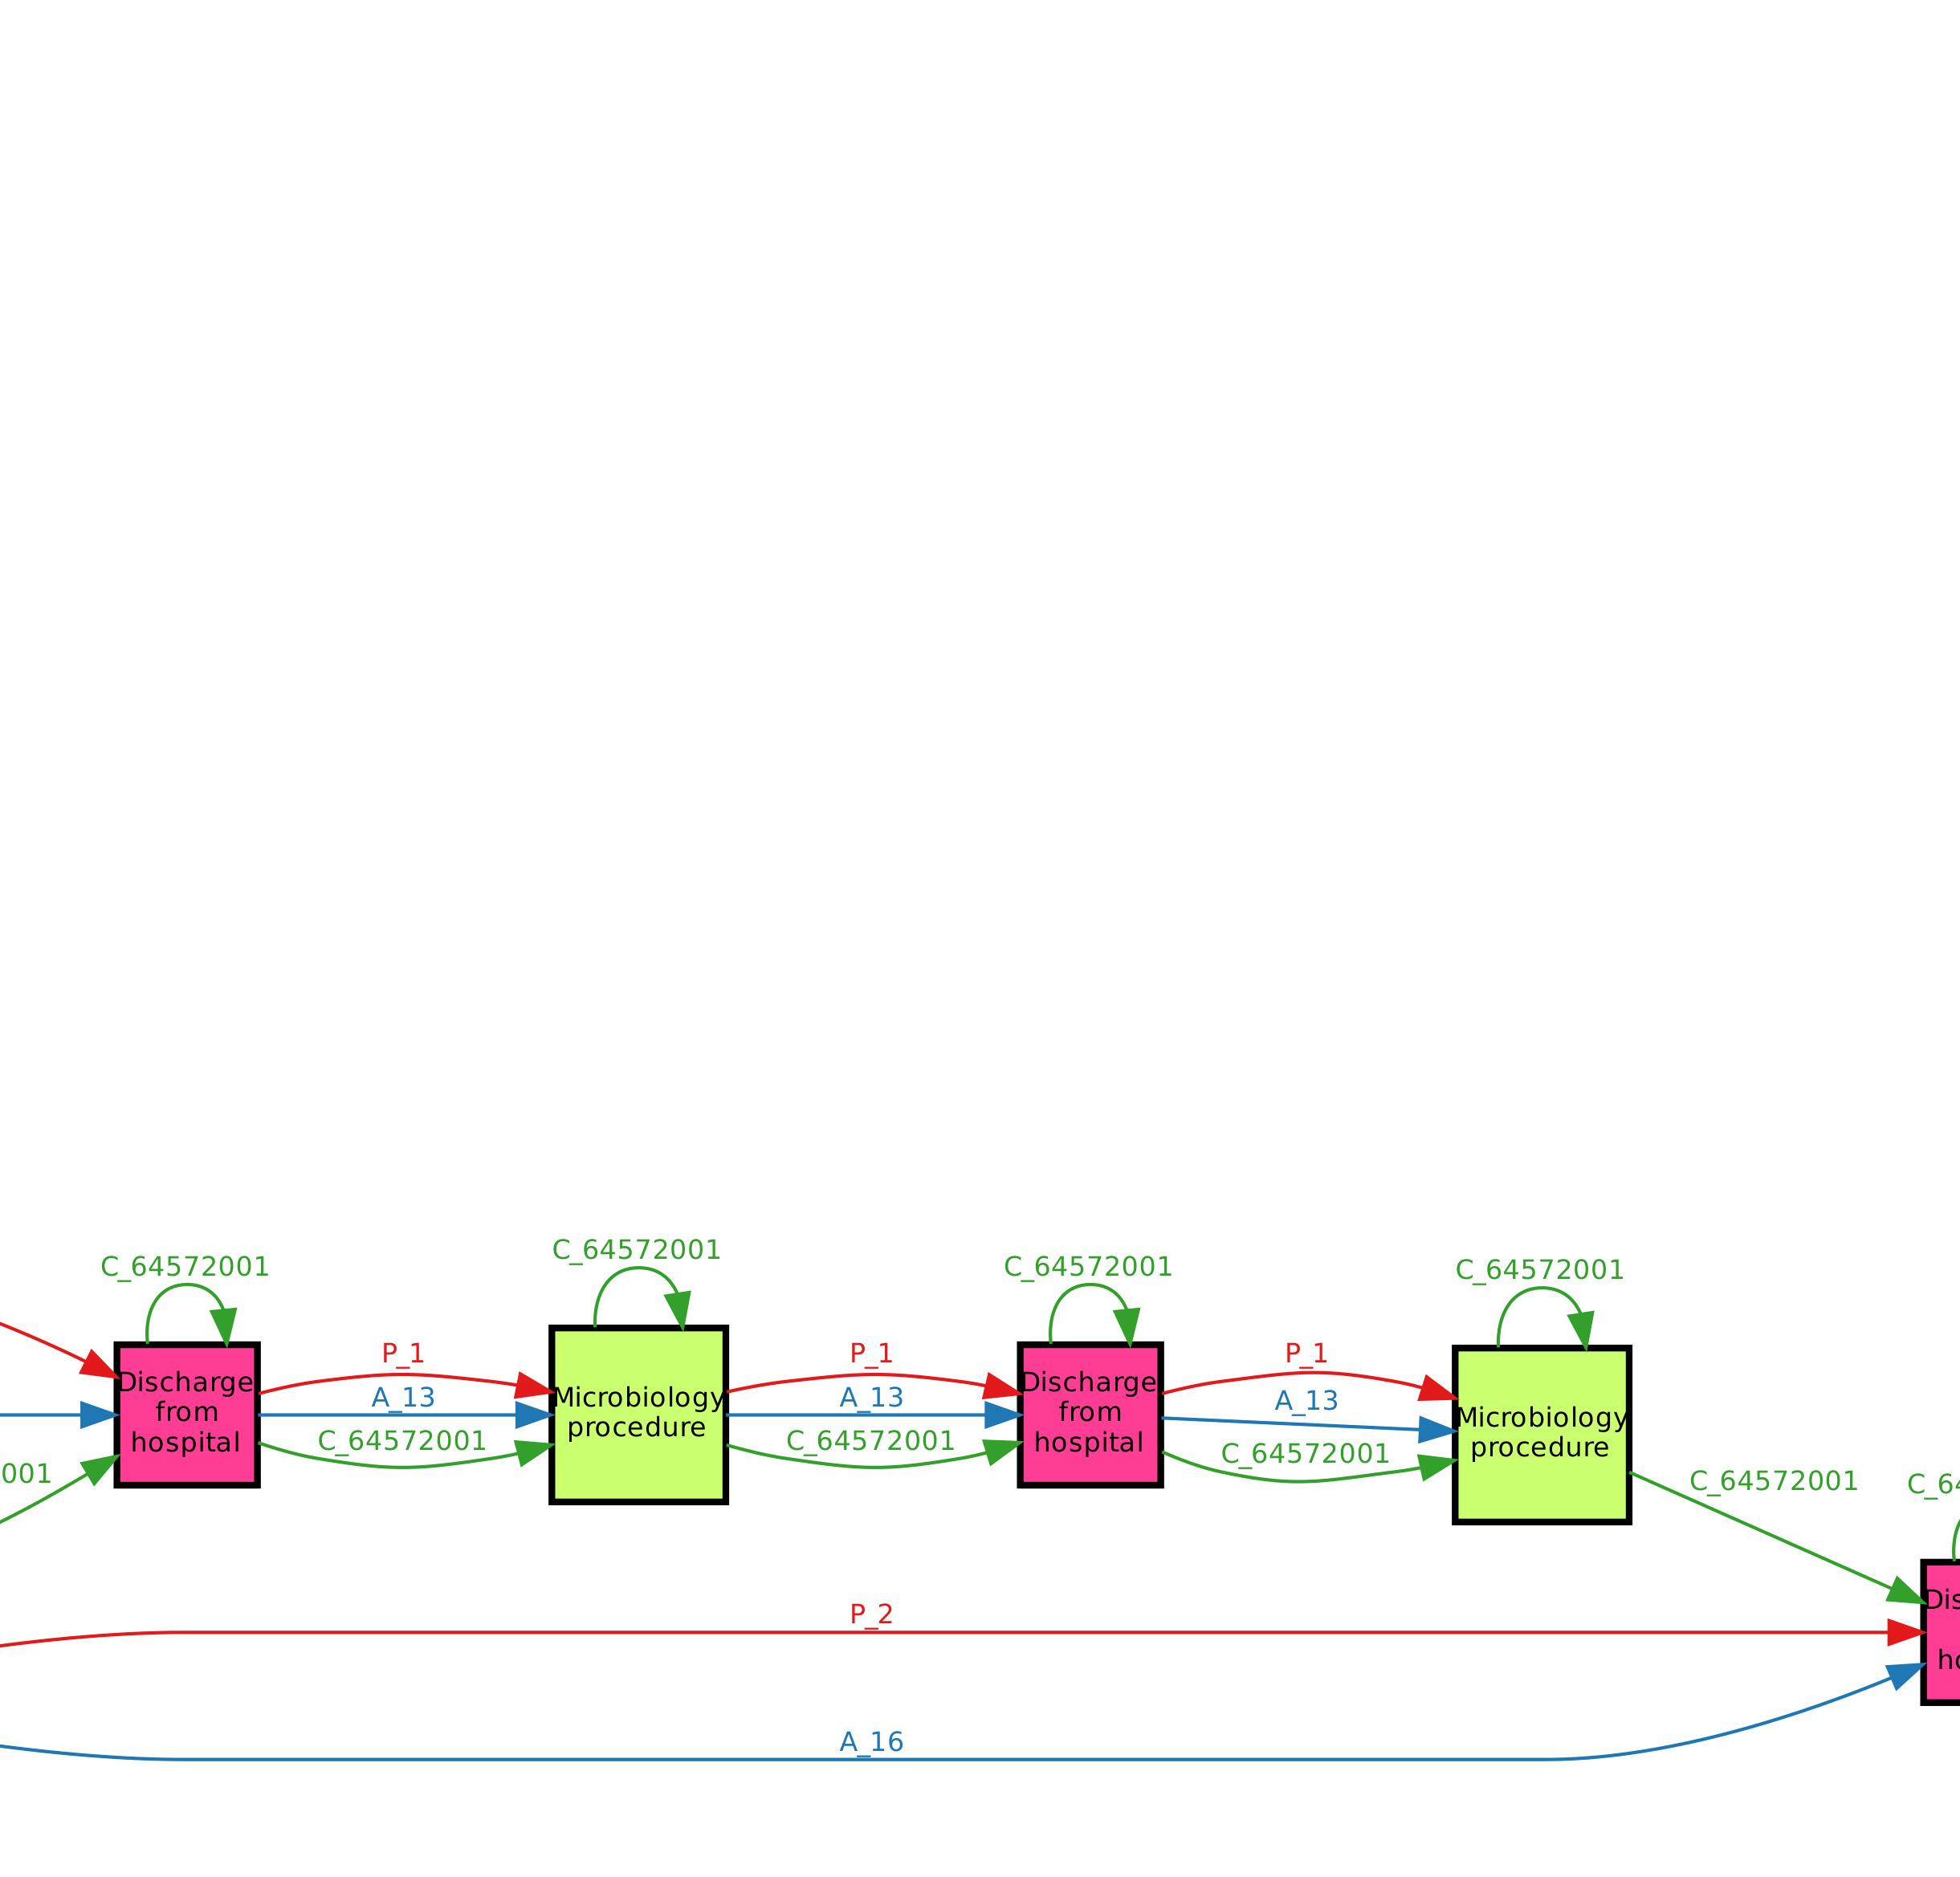 C_64572001
C_64572001
C_64572001
C_64572001
Discharge
from
hospital
P_1
A_13
C_64572001
Microbiology
procedure
P_1
A_13
C_64572001
Discharge
from
hospital
P_1
A_13
C_64572001
Microbiology
procedure
001
C_64572001
C_64
Dis
ho
P_2
A_16